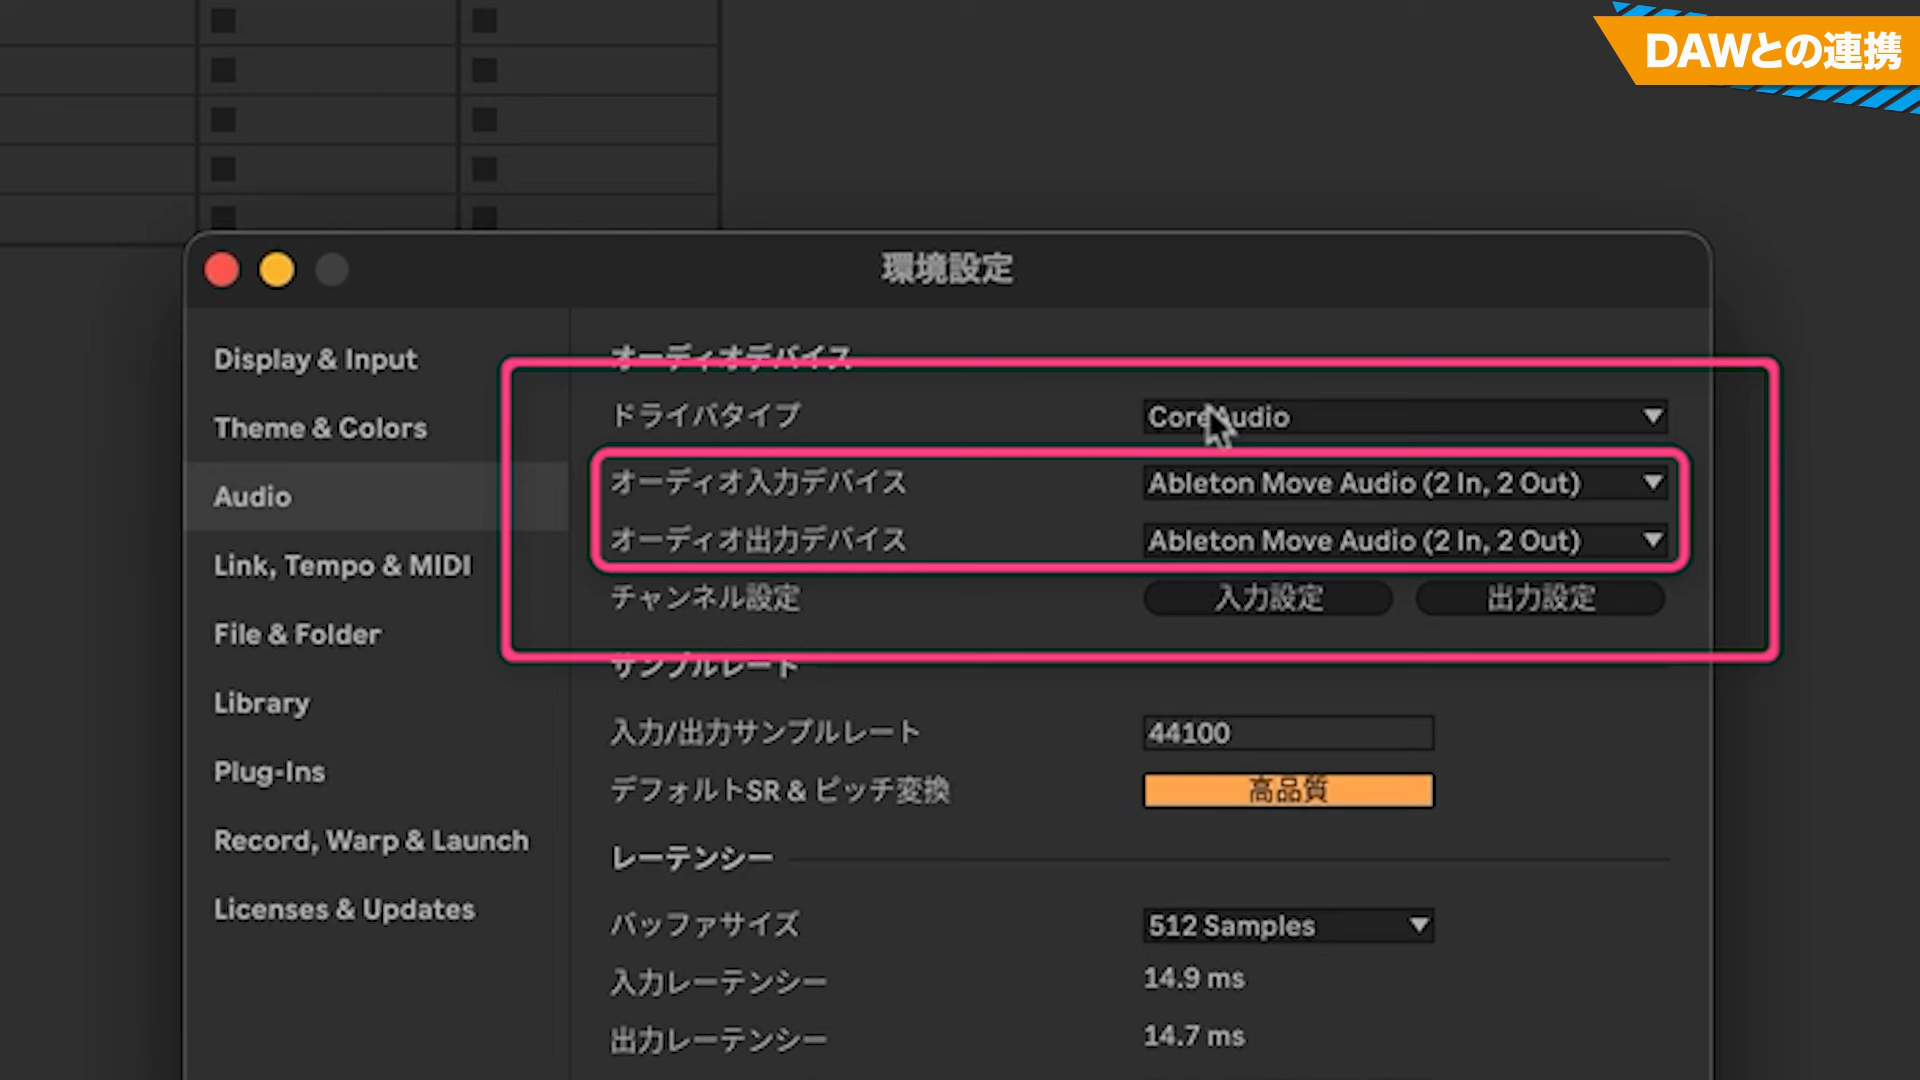 DAWとの連携
環境設定
Display & Input
Theme & Colors
Audio
Link, Tempo & MIDI
File & Folder
Library
Plug-Ins
Record, Warp & Launch
Licenses & Updates
オーディオデバイス
ドライバタイプ CoreAudio
オーディオ入力デバイス Ableton Move Audio (2 In, 2 Out)
オーディオ出力デバイス Ableton Move Audio (2 In, 2 Out)
チャンネル設定 入力設定 出力設定
サンプルレート
入力/出力サンプルレート 44100
デフォルトSR & ピッチ変換 高品質
レーテンシー
バッファサイズ 512 Samples
入力レーテンシー 14.9 ms
出力レーテンシー 14.7 ms